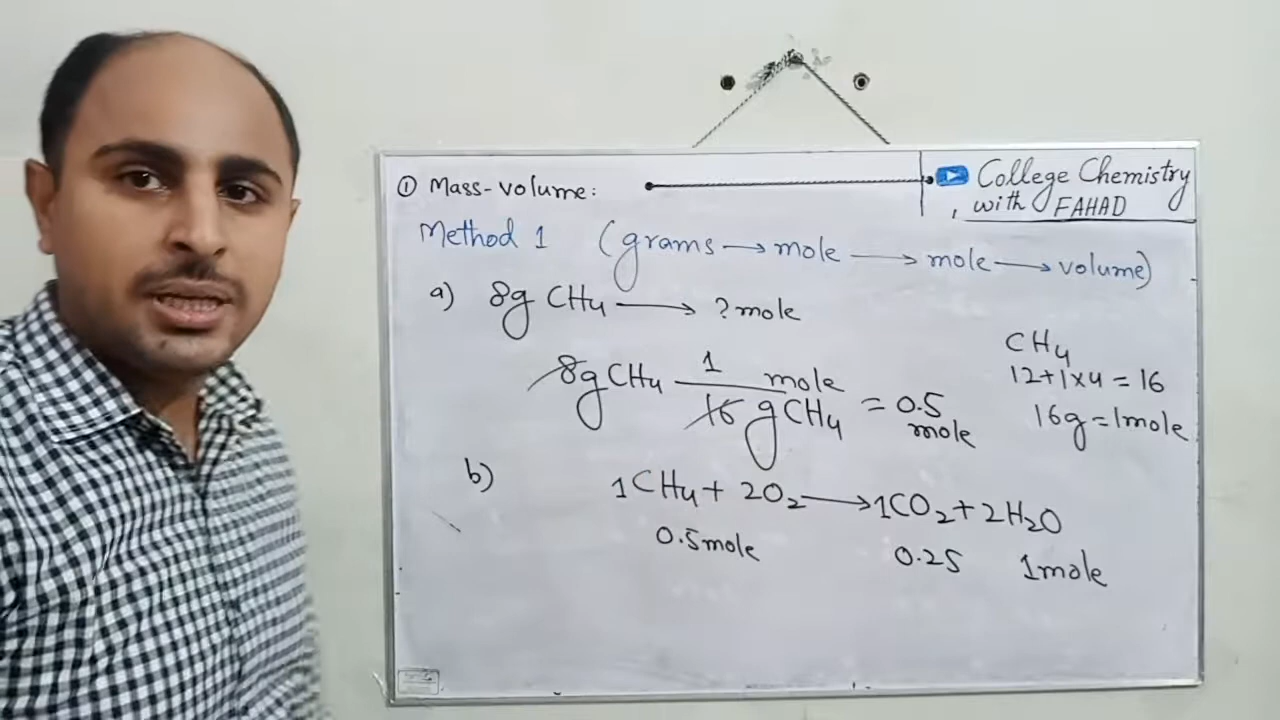 ① Mass-volume:
College Chemistry
with FAHAD
Method 1 (grams → mole → mole → volume)
a) 8g CH4 → ? mole
CH4
12+1×4 = 16
16g = 1mole
8g CH4 1 mole
16 g CH4
= 0.5
mole
b) 1CH4 + 2O2 → 1CO2 + 2H2O
0.5mole 0.25 1mole